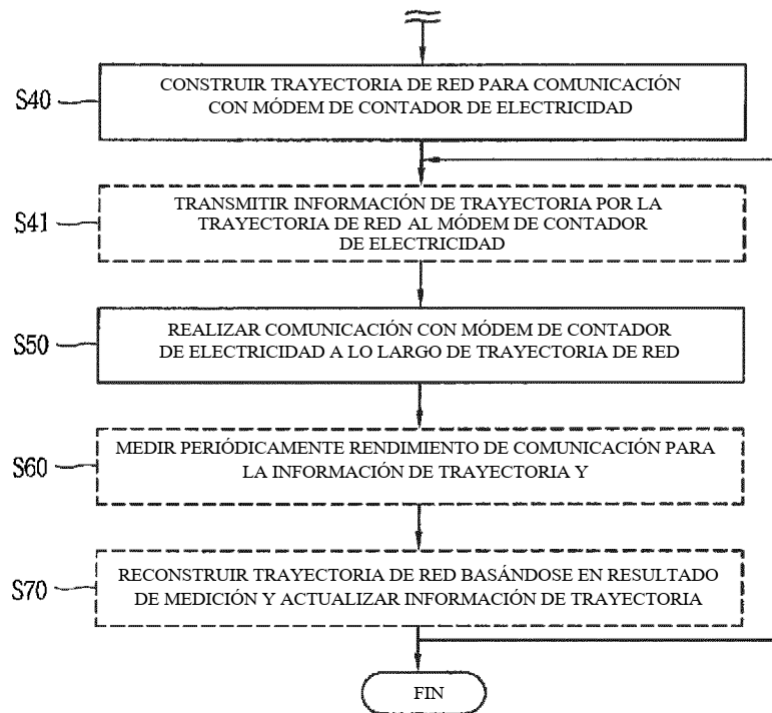 S40
CONSTRUIR TRAYECTORIA DE RED PARA COMUNICACIÓN
CON MÓDEM DE CONTADOR DE ELECTRICIDAD
S41
TRANSMITIR INFORMACIÓN DE TRAYECTORIA POR LA
TRAYECTORIA DE RED AL MÓDEM DE CONTADOR
DE ELECTRICIDAD
S50
REALIZAR COMUNICACIÓN CON MÓDEM DE CONTADOR
DE ELECTRICIDAD A LO LARGO DE TRAYECTORIA DE RED
S60
MEDIR PERIÓDICAMENTE RENDIMIENTO DE COMUNICACIÓN PARA
LA INFORMACIÓN DE TRAYECTORIA Y
S70
RECONSTRUIR TRAYECTORIA DE RED BASÁNDOSE EN RESULTADO
DE MEDICIÓN Y ACTUALIZAR INFORMACIÓN DE TRAYECTORIA
FIN